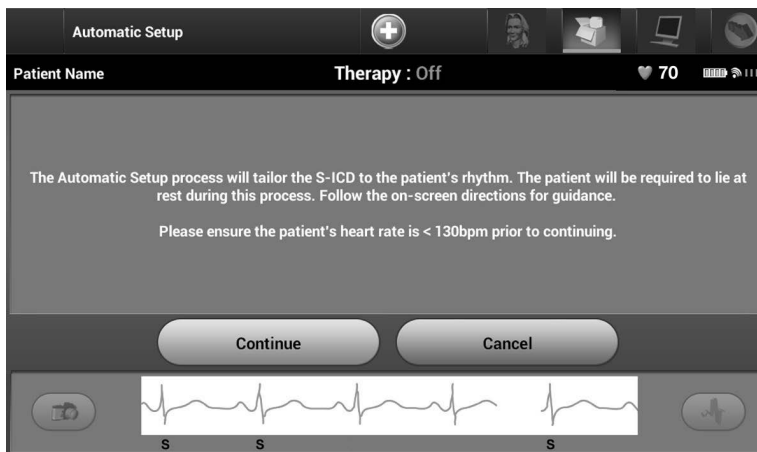 Automatic Setup
Patient Name
Therapy : Off
70
The Automatic Setup process will tailor the S-ICD to the patient's rhythm. The patient will be required to lie at
rest during this process. Follow the on-screen directions for guidance.
Please ensure the patient's heart rate is < 130bpm prior to continuing.
Continue
Cancel
S
S
S